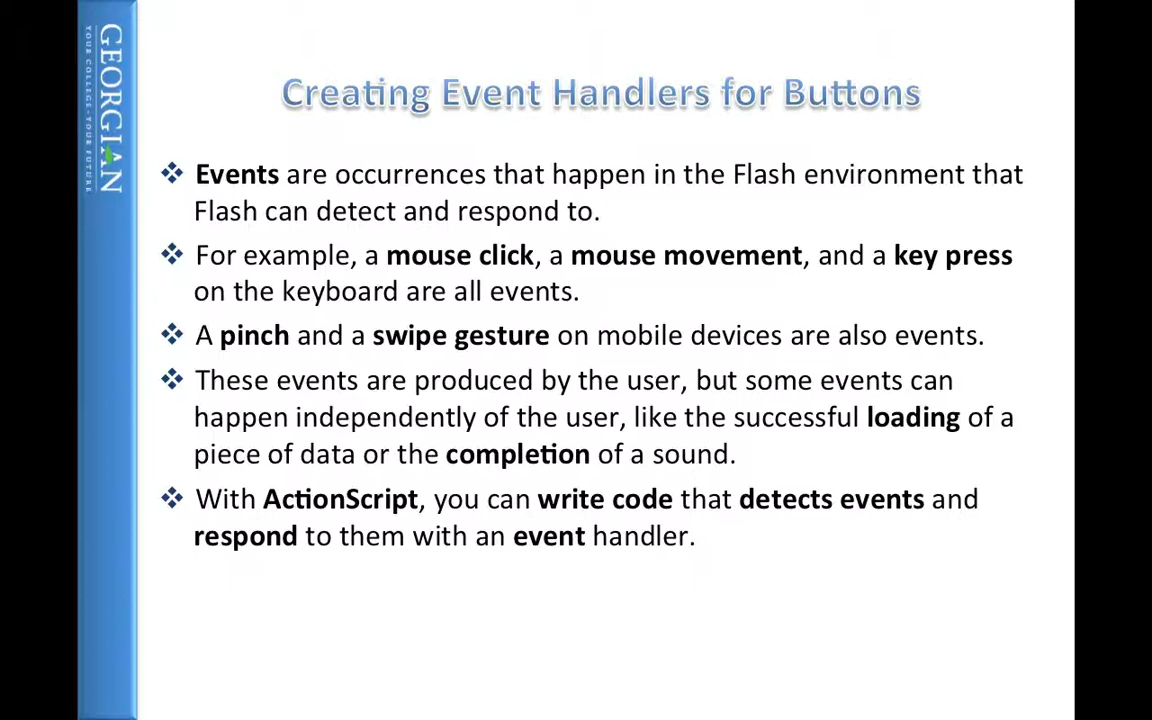 GEORGIAN
YOUR COLLEGE · YOUR FUTURE
Creating Event Handlers for Buttons
❖ Events are occurrences that happen in the Flash environment that
Flash can detect and respond to.
❖ For example, a mouse click, a mouse movement, and a key press
on the keyboard are all events.
❖ A pinch and a swipe gesture on mobile devices are also events.
❖ These events are produced by the user, but some events can
happen independently of the user, like the successful loading of a
piece of data or the completion of a sound.
❖ With ActionScript, you can write code that detects events and
respond to them with an event handler.